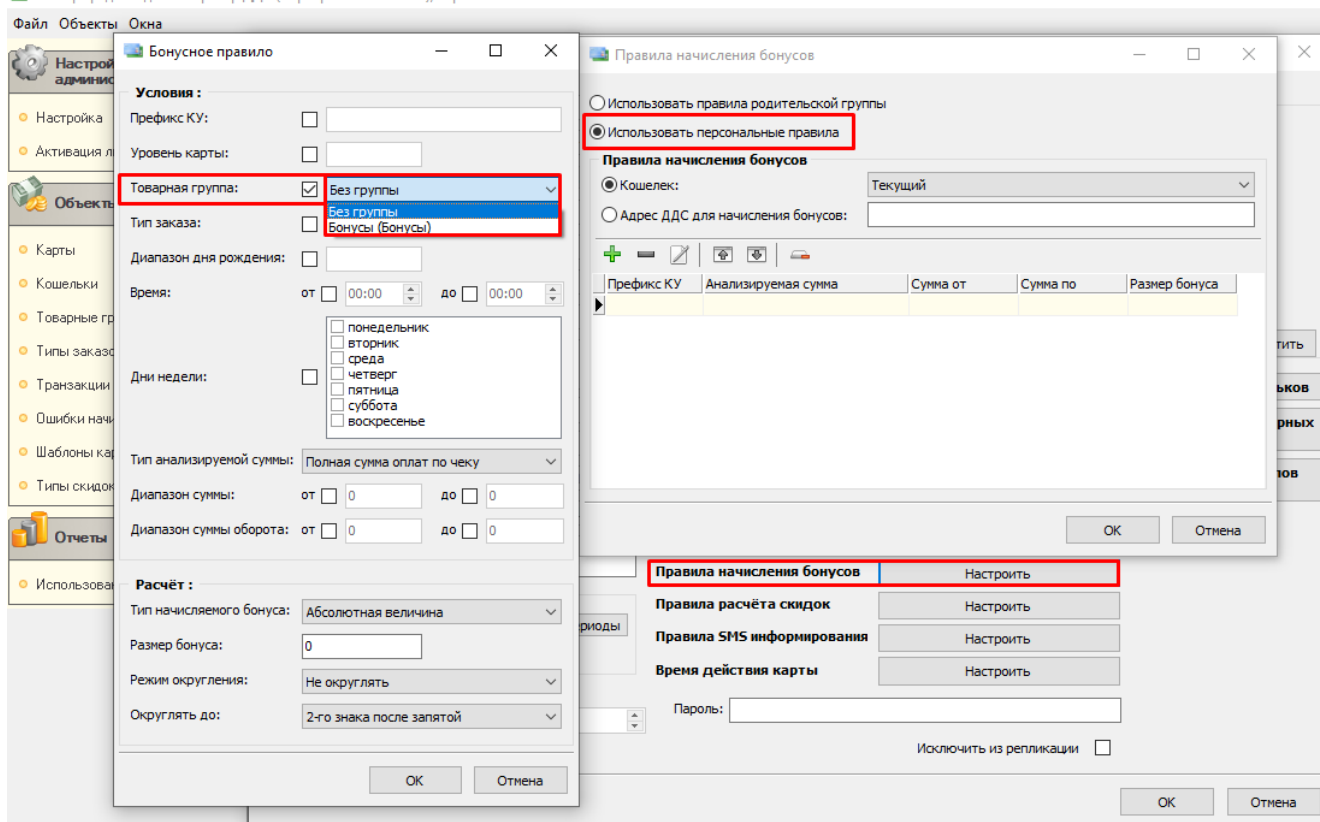 Файл Объекты Окна
Настрой
админис
Настройка
Активация л
Объекть
Карты
Кошельки
Товарные гр
Типы заказо
Транзакции
Ошибки начи
Шаблоны кар
Типы скидок
Отчеты
Использован
Бонусное правило
Условия :
Префикс КУ:
Уровень карты:
Товарная группа: Без группы
Без группы
Бонусы (Бонусы)
Тип заказа:
Диапазон дня рождения:
Время: от 00:00 до 00:00
понедельник
вторник
среда
Дни недели: четверг
пятница
суббота
воскресенье
Тип анализируемой суммы: Полная сумма оплат по чеку
Диапазон суммы: от 0 до 0
Диапазон суммы оборота: от 0 до 0
Расчёт :
Тип начисляемого бонуса: Абсолютная величина
Размер бонуса: 0
Режим округления: Не округлять
Округлять до: 2-го знака после запятой
ОК Отмена
Правила начисления бонусов
Использовать правила родительской группы
Использовать персональные правила
Правила начисления бонусов
Кошелек: Текущий
Адрес ДДС для начисления бонусов:
Префикс КУ Анализируемая сумма Сумма от Сумма по Размер бонуса
ОК Отмена
тить
ьков
рных
лов
Правила начисления бонусов Настроить
Правила расчёта скидок Настроить
риоды
Правила SMS информирования Настроить
Время действия карты Настроить
Пароль:
Исключить из репликации
ОК Отмена